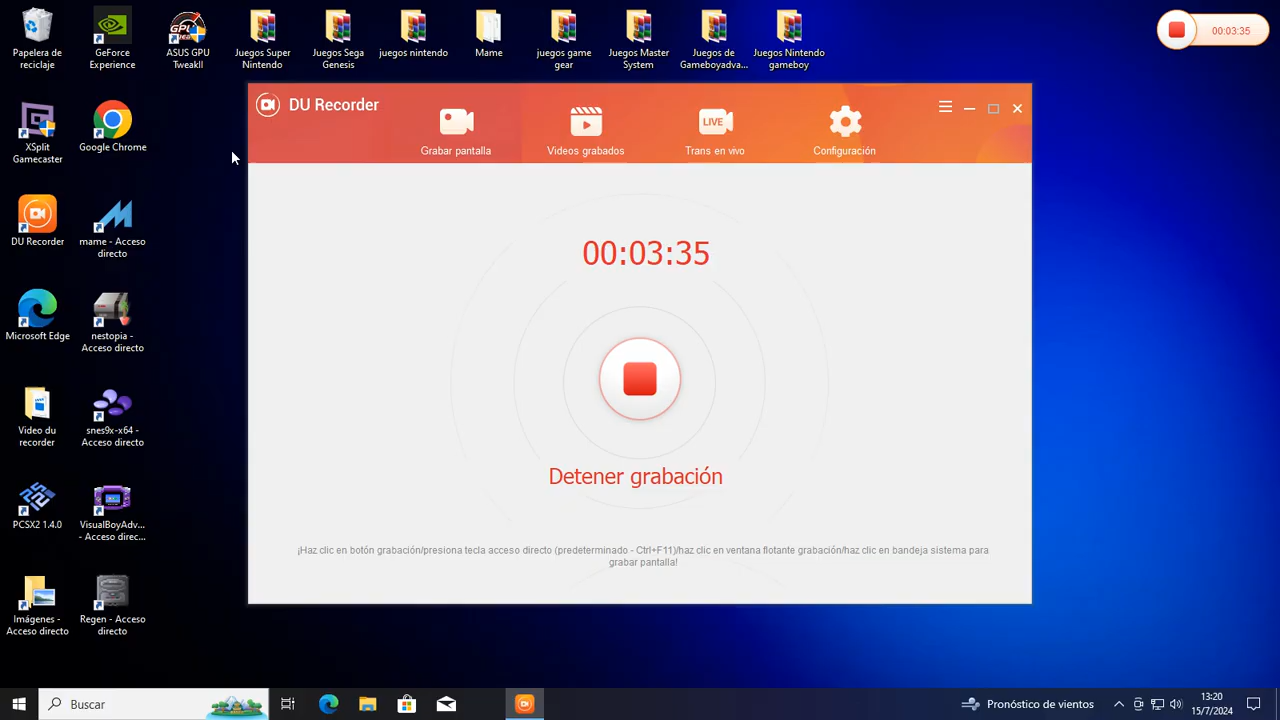 Papelera de
reciclaje
GeForce
Experience
ASUS GPU
TweakII
Juegos Super
Nintendo
Juegos Sega
Genesis
juegos nintendo
Mame
juegos game
gear
Juegos Master
System
Juegos de
Gameboyadva...
Juegos Nintendo
gameboy
00:03:35
XSplit
Gamecaster
Google Chrome
DU Recorder
mame - Acceso
directo
Microsoft Edge
nestopia -
Acceso directo
Video du
recorder
snes9x-x64 -
Acceso directo
PCSX2 1.4.0
VisualBoyAdv...
- Acceso direc...
Imágenes -
Acceso directo
Regen - Acceso
directo
DU Recorder
Grabar pantalla
Videos grabados
LIVE
Trans en vivo
Configuración
00:03:35
Detener grabación
¡Haz clic en botón grabación/presiona tecla acceso directo (predeterminado - Ctrl+F11)/haz clic en ventana flotante grabación/haz clic en bandeja sistema para
grabar pantalla!
Buscar
Pronóstico de vientos
13:20
15/7/2024